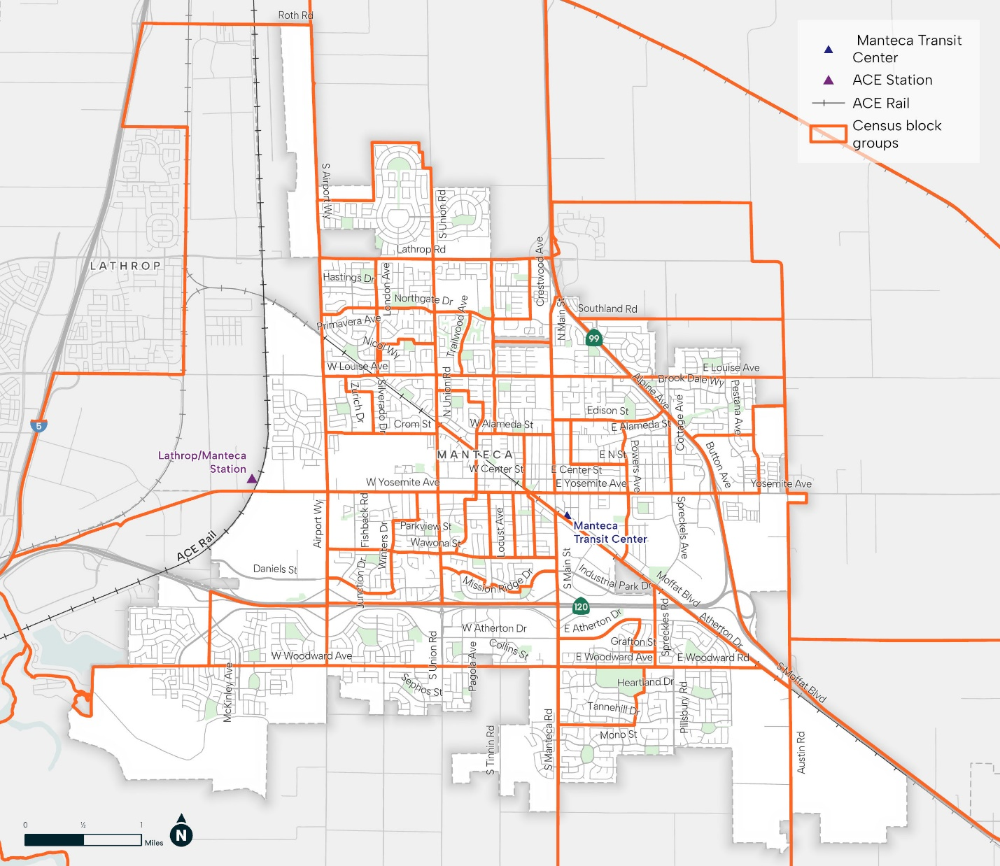 Roth Rd
Manteca Transit
Center
ACE Station
ACE Rail
Census block
groups
S Airport Wy
S Union Rd
Lathrop Rd
Crestwood Ave
LATHROP
Hastings Dr
London Ave
Northgate Dr
Trailwood Ave
N Main St
Southland Rd
Primavera Ave
99
Nicol Wy
W Louise Ave
E Louise Ave
Brook Dale Wy
Alpine Ave
Zurich Dr
Silverado Dr
N Union Rd
Pestana Ave
Edison St
Cottage Ave
5
Crom St
W Alameda St
E Alameda St
Lathrop/Manteca
Station
MANTECA
E N St
Powers Ave
Button Ave
W Center St
E Center St
W Yosemite Ave
E Yosemite Ave
Yosemite Ave
Airport Wy
Fishback Rd
Winters Dr
Parkview St
Wawona St
Locust Ave
Manteca
Transit Center
Spreckels Ave
ACE Rail
Daniels St
Junction Dr
Mission Ridge Dr
S Main St
Industrial Park Dr
Moffat Blvd
120
E Atherton Dr
Spreckles Rd
Atherton Dr
W Atherton Dr
Grafton St
Collins St
W Woodward Ave
S Union Rd
Pagola Ave
E Woodward Ave
E Woodward Rd
McKinley Ave
Sephos St
Heartland Dr
S Moffat Blvd
Tannehill Dr
Pillsbury Rd
Mono St
S Tinnin Rd
S Manteca Rd
Austin Rd
0
½
1
Miles
N